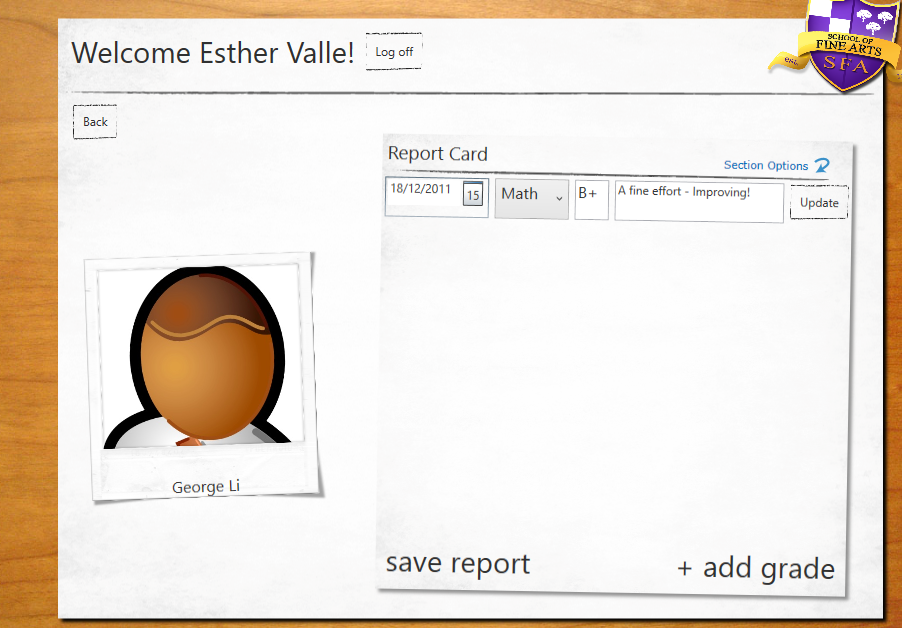 Welcome Esther Valle!
Log off
SCHOOL OF
FINE ARTS
SFA
Back
Report Card
Section Options
18/12/2011
15
Math
B+
A fine effort - Improving!
Update
George Li
save report
+ add grade